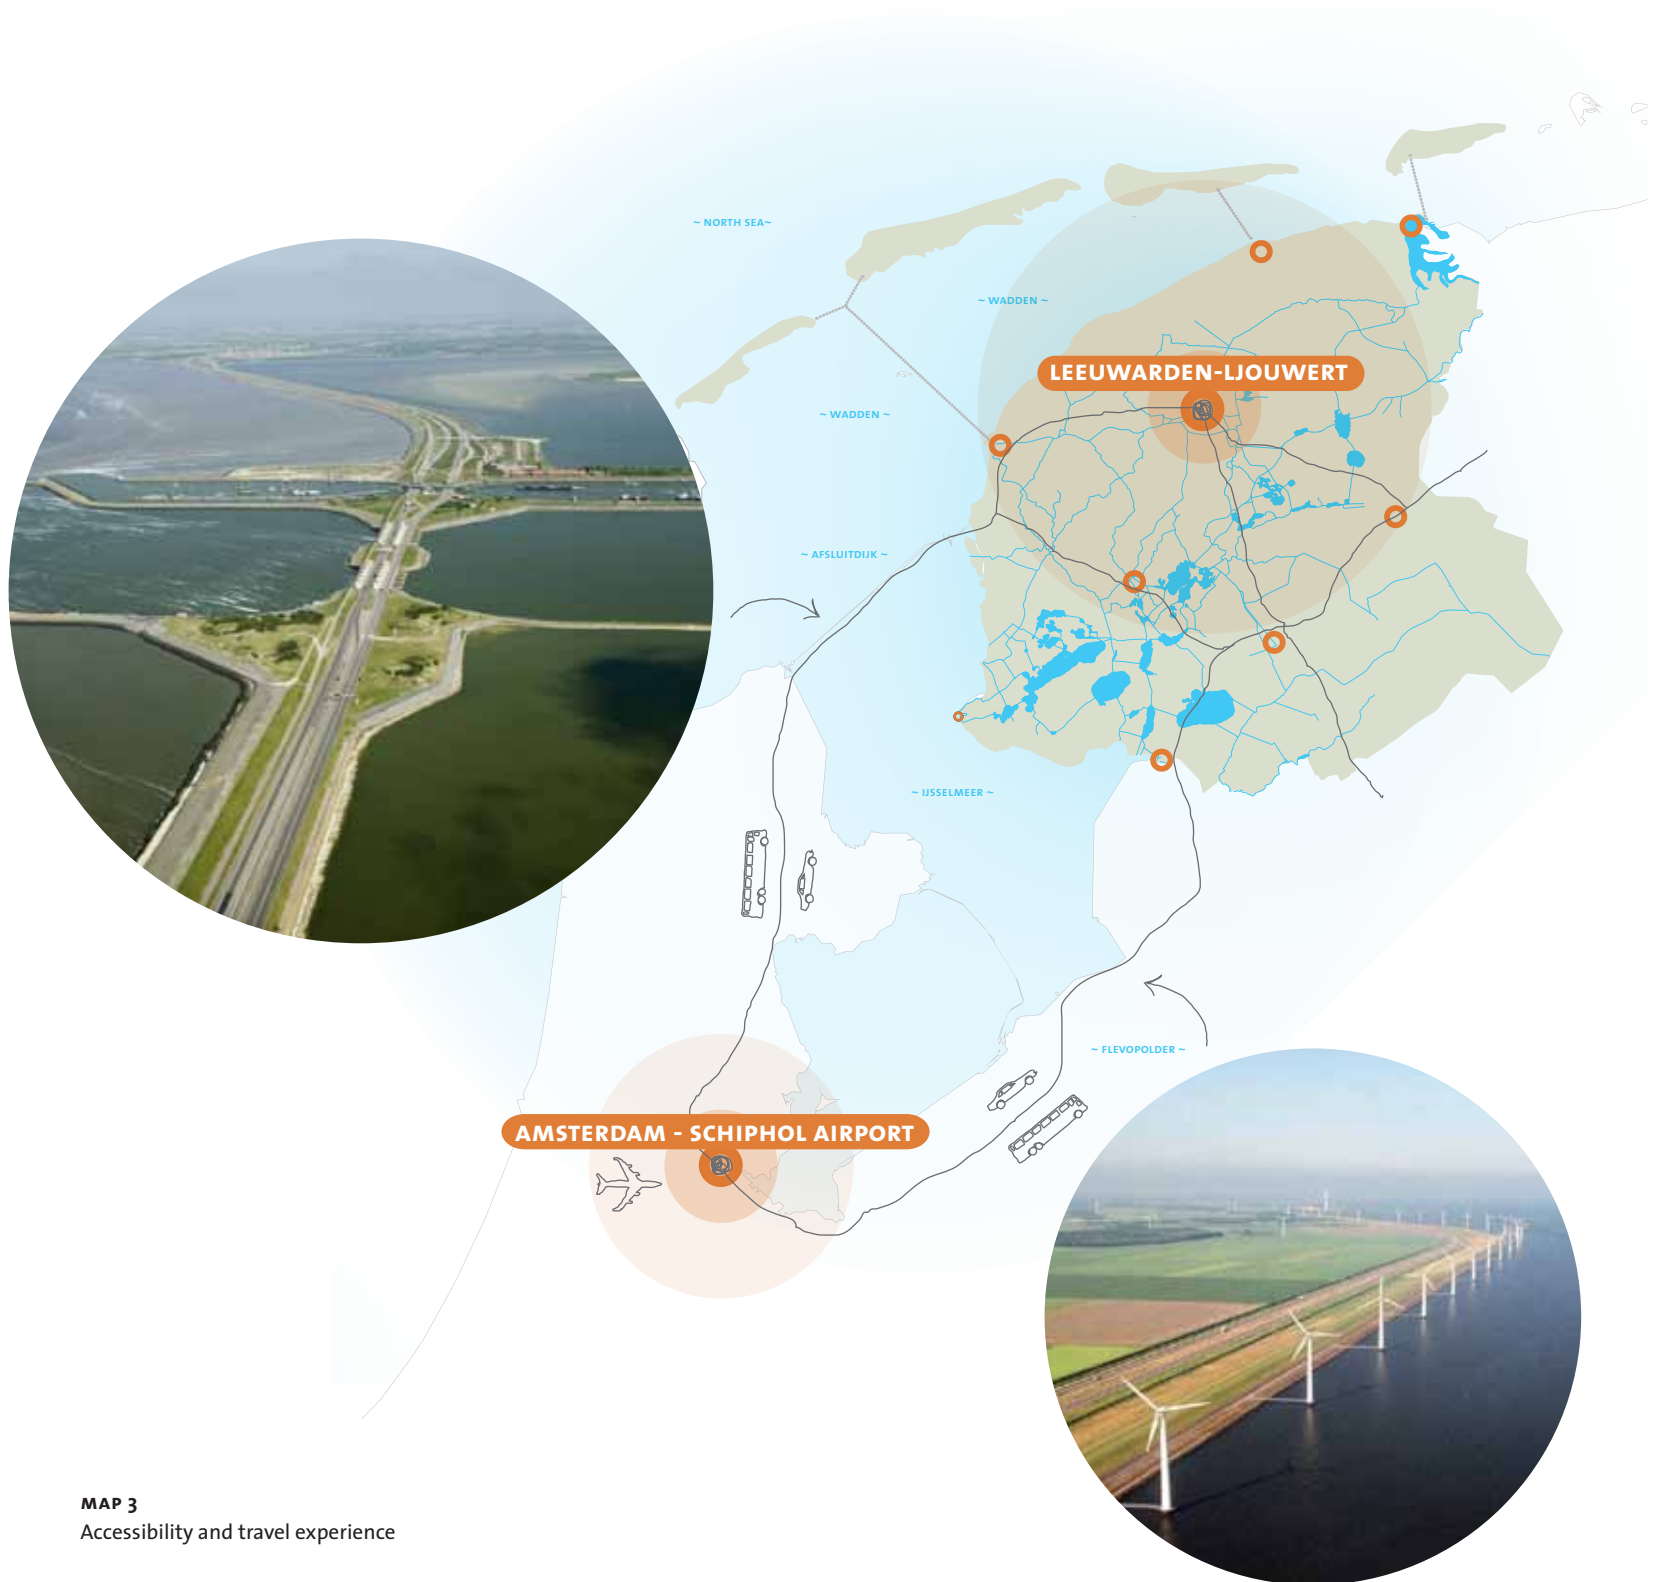 ~ NORTH SEA~
~ WADDEN ~
LEEUWARDEN-LJOUWERT
~ WADDEN ~
~ AFSLUITDIJK ~
~ IJSSELMEER ~
~ FLEVOPOLDER ~
AMSTERDAM - SCHIPHOL AIRPORT
MAP 3
Accessibility and travel experience